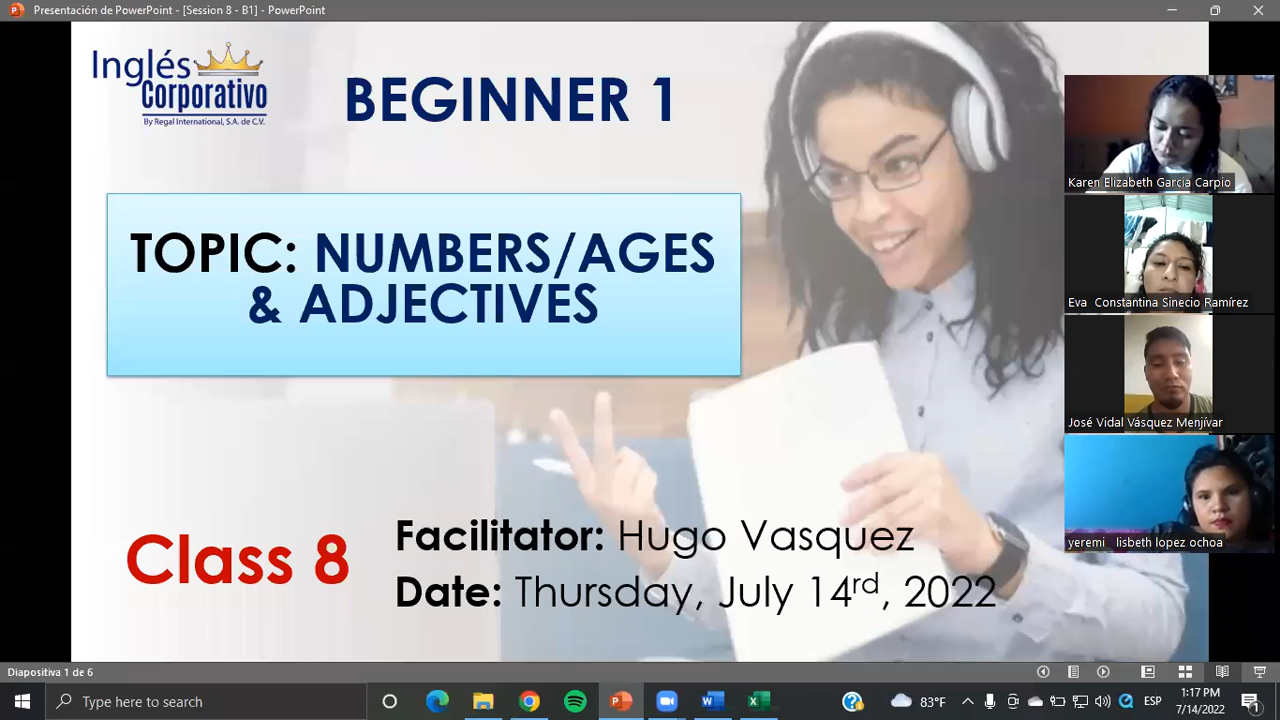 Presentación de PowerPoint - [Session 8 - B1] - PowerPoint
Inglés
Corporativo
By Regal International, S.A. de C.V.
BEGINNER 1
TOPIC: NUMBERS/AGES
& ADJECTIVES
Class 8
Facilitator: Hugo Vasquez
Date: Thursday, July 14rd, 2022
Karen Elizabeth García Carpio
Eva Constantina Sinecio Ramírez
José Vidal Vásquez Menjívar
yeremi lisbeth lopez ochoa
Diapositiva 1 de 6
Type here to search
83°F
ESP
1:17 PM
7/14/2022
1